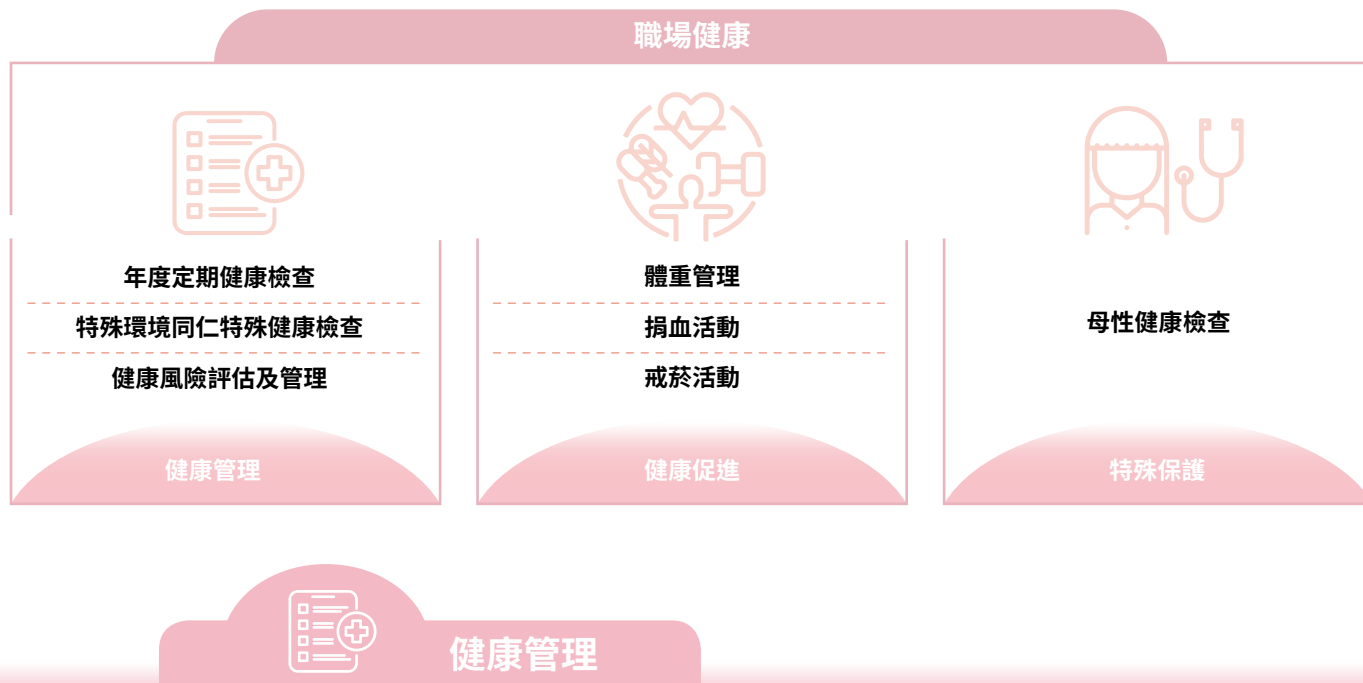 職場健康
年度定期健康檢查
特殊環境同仁特殊健康檢查
健康風險評估及管理
健康管理
體重管理
捐血活動
戒菸活動
健康促進
母性健康檢查
特殊保護
健康管理